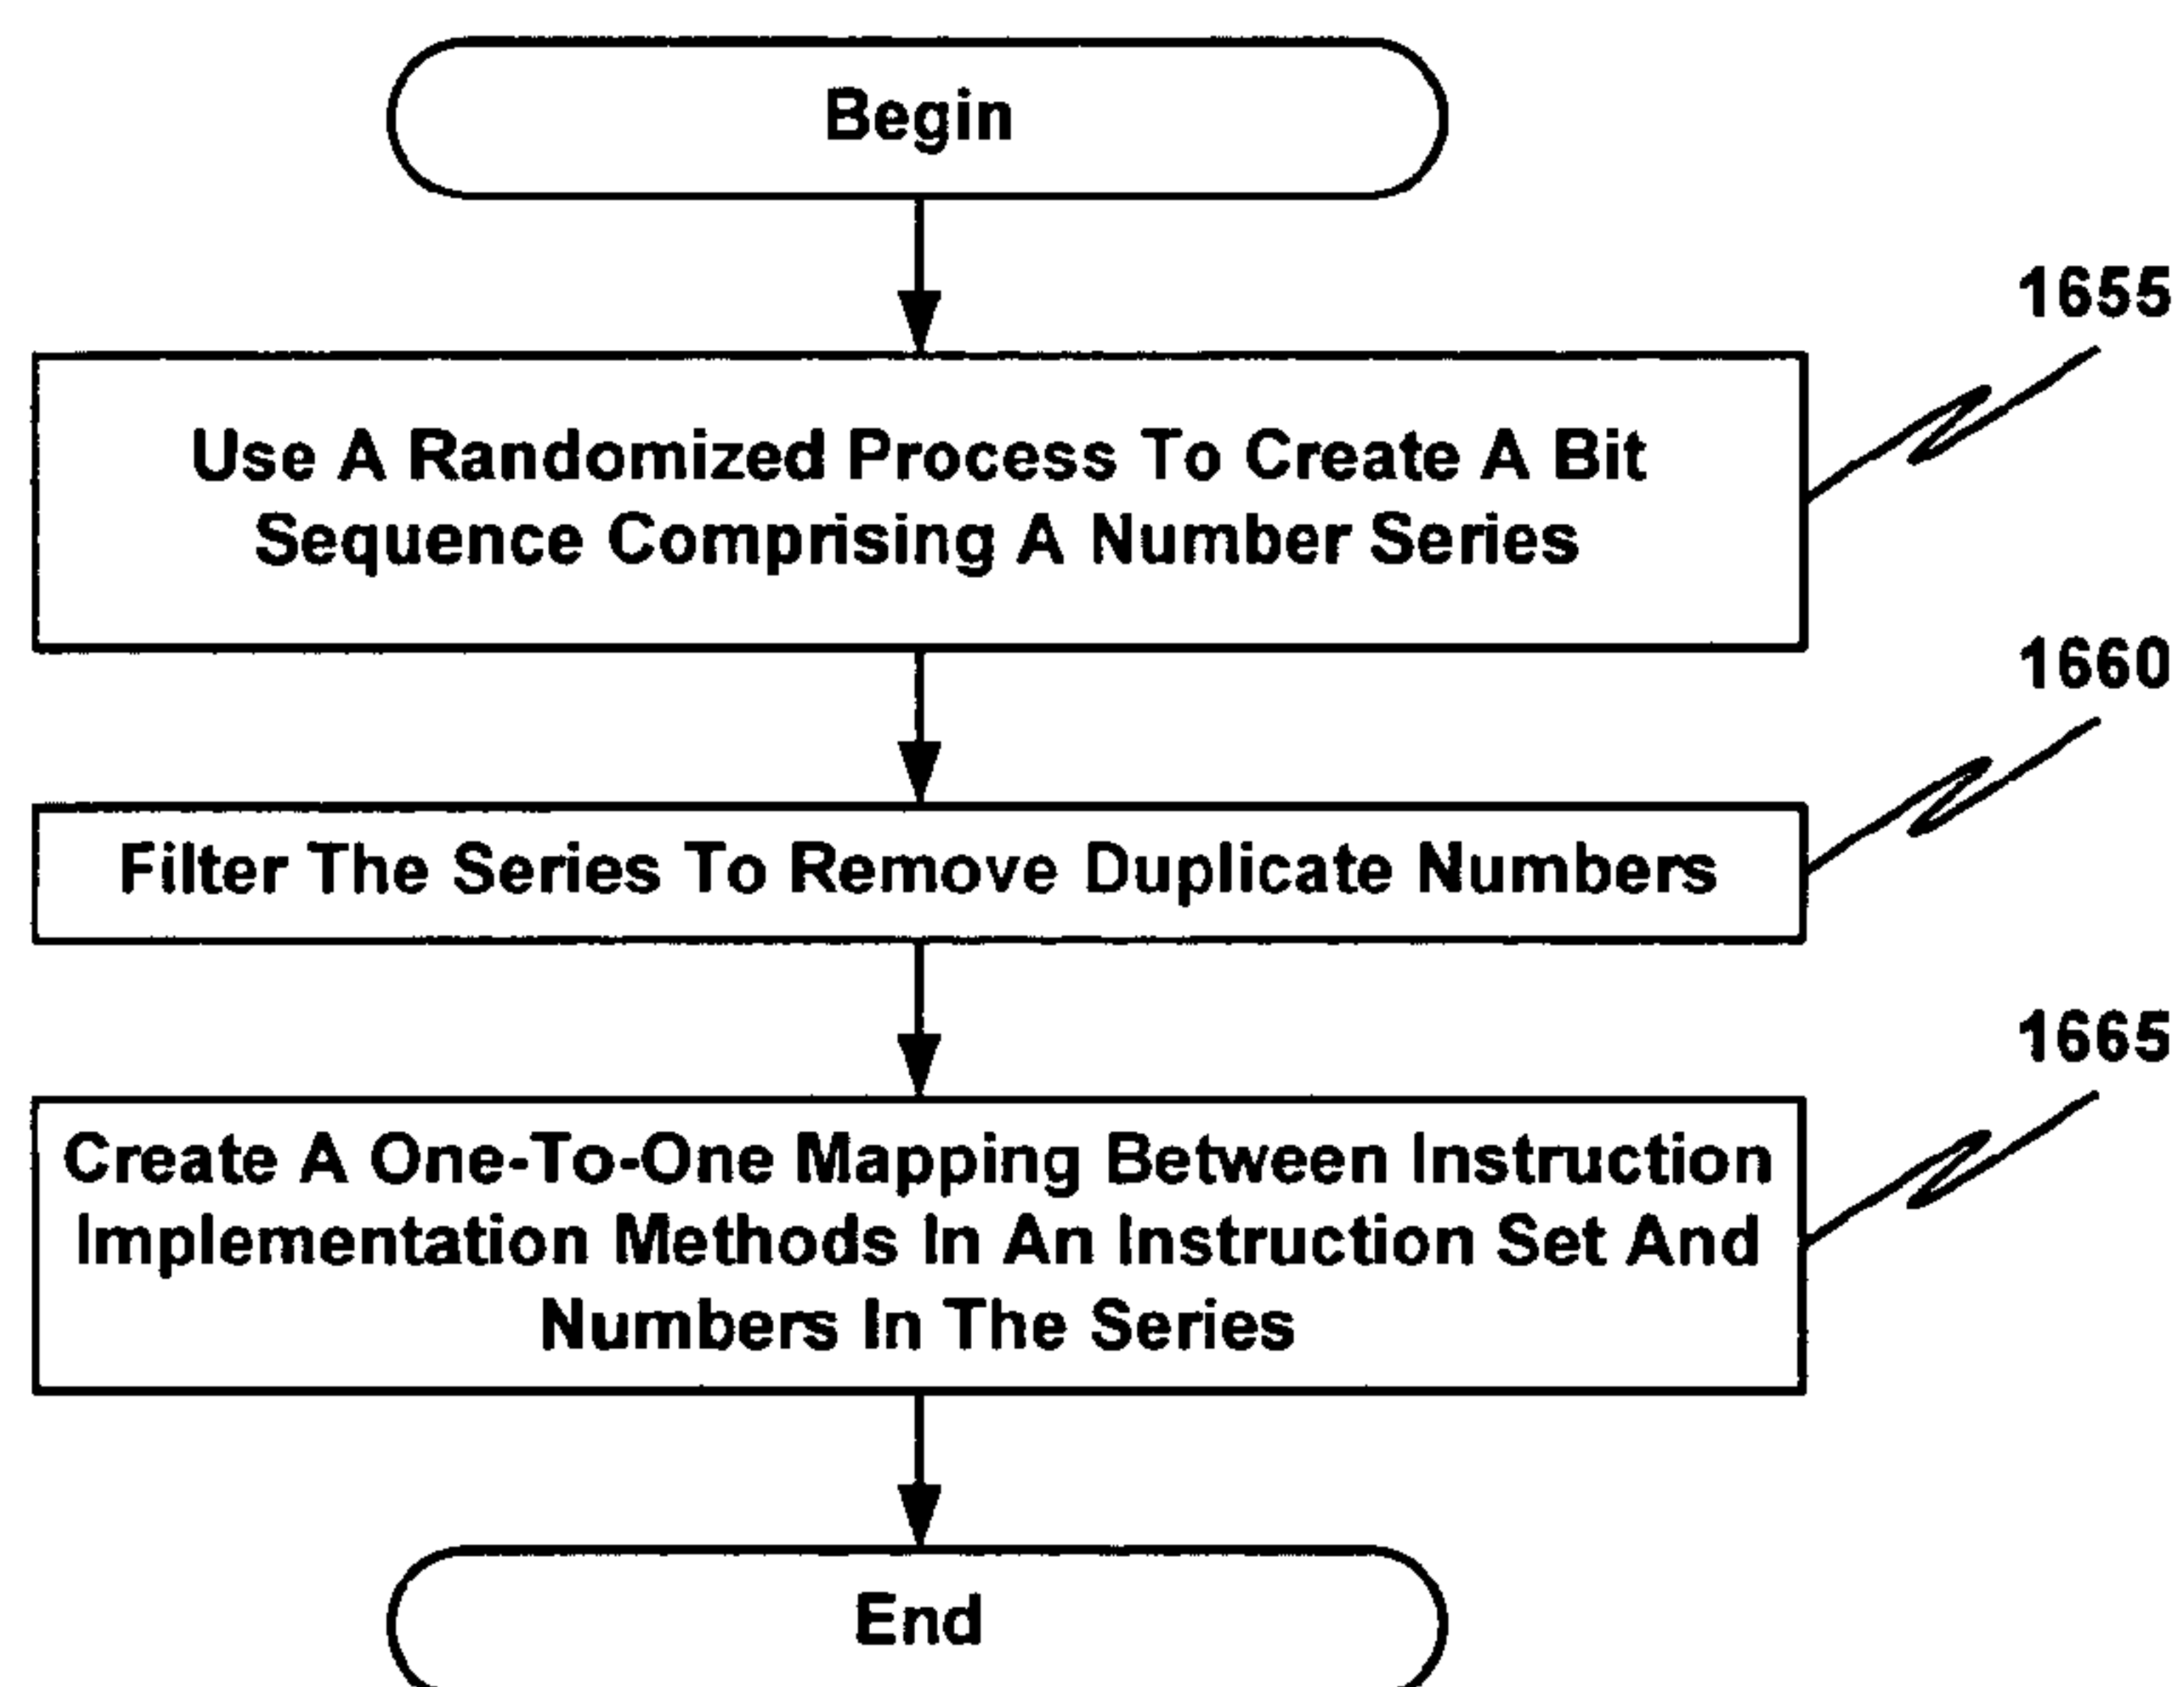 Begin
1655
Use A Randomized Process To Create A Bit
Sequence Comprising A Number Series
1660
Filter The Series To Remove Duplicate Numbers
1665
Create A One-To-One Mapping Between Instruction
Implementation Methods In An Instruction Set And
Numbers In The Series
End